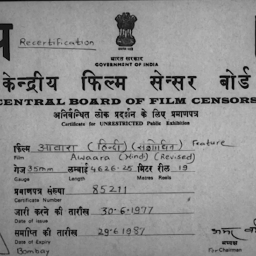 Recertification
भारत सरकार
GOVERNMENT OF INDIA
केन्द्रीय फिल्म सेन्सर बोर्ड
CENTRAL BOARD OF FILM CENSORS
अनिर्बन्धित लोक प्रदर्शन के लिए प्रमाणपत्र
Certificate for UNRESTRICTED Public Exhibition
फिल्म आवारा (हिन्दी) (संशोधित) Feature
Film Awaara (Hindi) (Revised)
गेज 35mm लम्बाई 4626.25 मिटर रील 19
Gauge Length Metres Reels
प्रमाणपत्र संख्या 85211
Certificate Number
जारी करने की तारीख 30-6-1977
Date of Issue
समाप्ति की तारीख 29-6-1987
Date of Expiry
अध्यक्ष
Chairman
Bombay